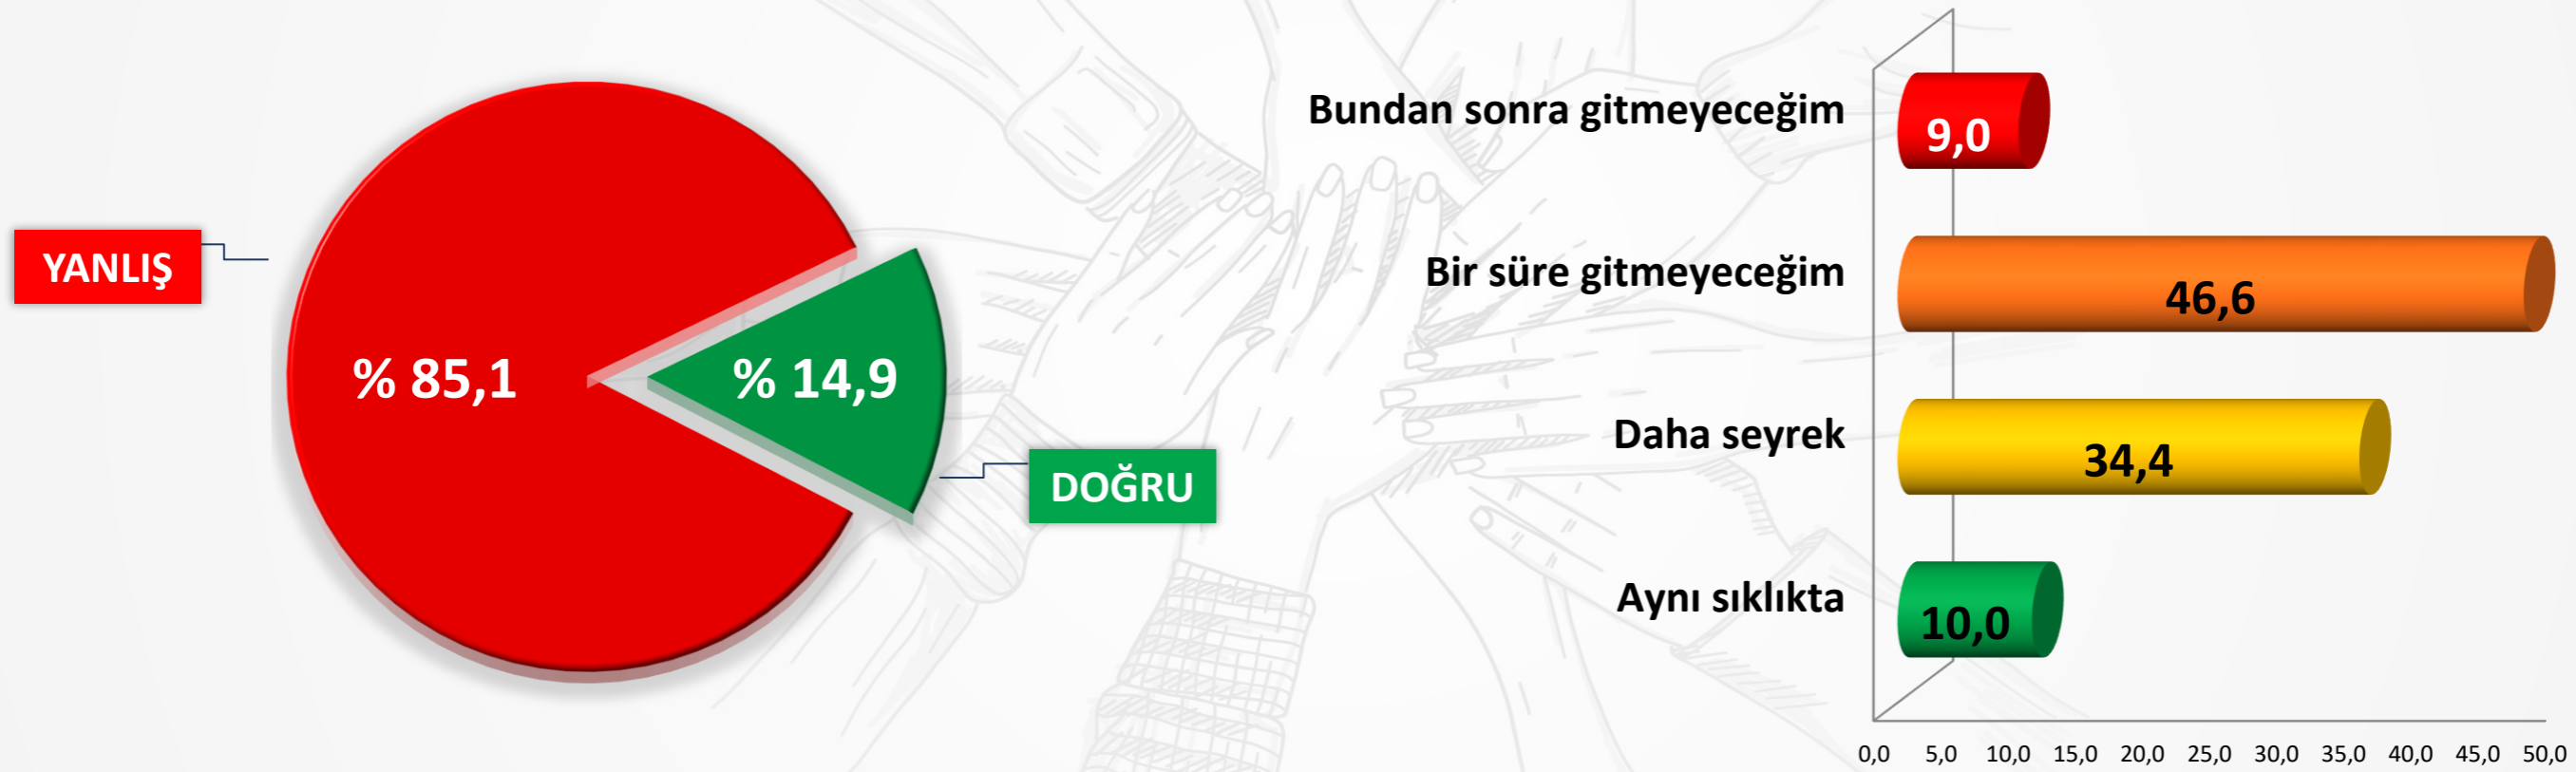 YANLIŞ
% 85,1
% 14,9
DOĞRU
Bundan sonra gitmeyeceğim
9,0
Bir süre gitmeyeceğim
46,6
Daha seyrek
34,4
Aynı sıklıkta
10,0
0,0 5,0 10,0 15,0 20,0 25,0 30,0 35,0 40,0 45,0 50,0